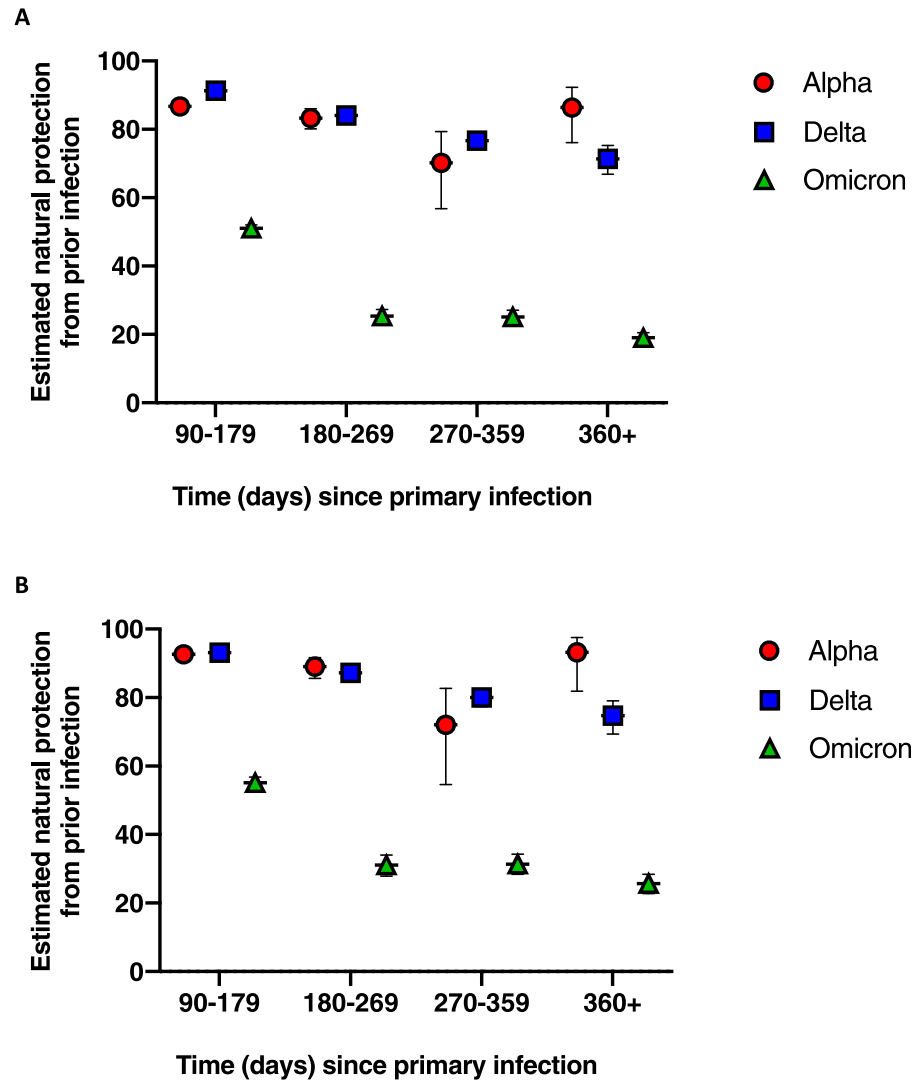 A
Estimated natural protection
from prior infection
100
80
60
40
20
0
90-179 180-269 270-359 360+
Time (days) since primary infection
Alpha
Delta
Omicron
B
Estimated natural protection
from prior infection
100
80
60
40
20
0
90-179 180-269 270-359 360+
Time (days) since primary infection
Alpha
Delta
Omicron